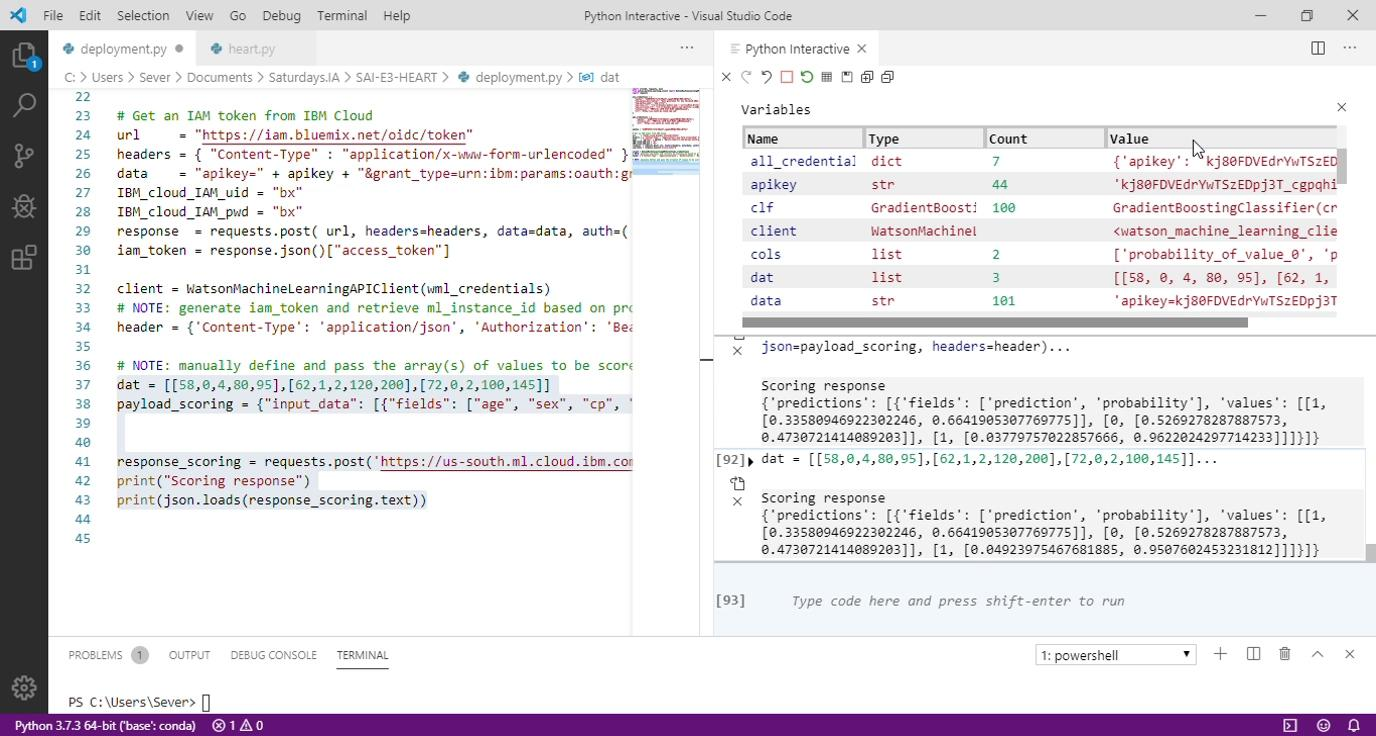 File Edit Selection View Go Debug Terminal Help
Python Interactive - Visual Studio Code
1
deployment.py
heart.py
C: > Users > Sever > Documents > Saturdays.IA > SAI-E3-HEART > deployment.py > dat
22
23 # Get an IAM token from IBM Cloud
24 url     = "https://iam.bluemix.net/oidc/token"
25 headers = { "Content-Type" : "application/x-www-form-urlencoded" }
26 data    = "apikey=" + apikey + "&grant_type=urn:ibm:params:oauth:gr
27 IBM_cloud_IAM_uid = "bx"
28 IBM_cloud_IAM_pwd = "bx"
29 response  = requests.post( url, headers=headers, data=data, auth=(
30 iam_token = response.json()["access_token"]
31
32 client = WatsonMachineLearningAPIClient(wml_credentials)
33 # NOTE: generate iam_token and retrieve ml_instance_id based on pro
34 header = {'Content-Type': 'application/json', 'Authorization': 'Bea
35
36 # NOTE: manually define and pass the array(s) of values to be score
37 dat = [[58,0,4,80,95],[62,1,2,120,200],[72,0,2,100,145]]
38 payload_scoring = {"input_data": [{"fields": ["age", "sex", "cp", "
39
40
41 response_scoring = requests.post('https://us-south.ml.cloud.ibm.com
42 print("Scoring response")
43 print(json.loads(response_scoring.text))
44
45
Python Interactive
Variables
Name Type Count Value
all_credential dict 7 {'apikey': 'kj80FDVEdrYwTSzED
apikey str 44 'kj80FDVEdrYwTSzEDpj3T_cgpqhi
clf GradientBoosti 100 GradientBoostingClassifier(cr
client WatsonMachineL <watson_machine_learning_clie
cols list 2 ['probability_of_value_0', 'p
dat list 3 [[58, 0, 4, 80, 95], [62, 1,
data str 101 'apikey=kj80FDVEdrYwTSzEDpj3T
json=payload_scoring, headers=header)...
Scoring response
{'predictions': [{'fields': ['prediction', 'probability'], 'values': [[1,
[0.33580946922302246, 0.6641905307769775]], [0, [0.5269278287887573,
0.4730721414089203]], [1, [0.03779757022857666, 0.9622024297714233]]]}]}
[92] dat = [[58,0,4,80,95],[62,1,2,120,200],[72,0,2,100,145]]...
Scoring response
{'predictions': [{'fields': ['prediction', 'probability'], 'values': [[1,
[0.33580946922302246, 0.6641905307769775]], [0, [0.5269278287887573,
0.4730721414089203]], [1, [0.04923975467681885, 0.9507602453231812]]]}]}
[93] Type code here and press shift-enter to run
PROBLEMS 1 OUTPUT DEBUG CONSOLE TERMINAL
1: powershell
PS C:\Users\Sever>
Python 3.7.3 64-bit ('base': conda) 1 0